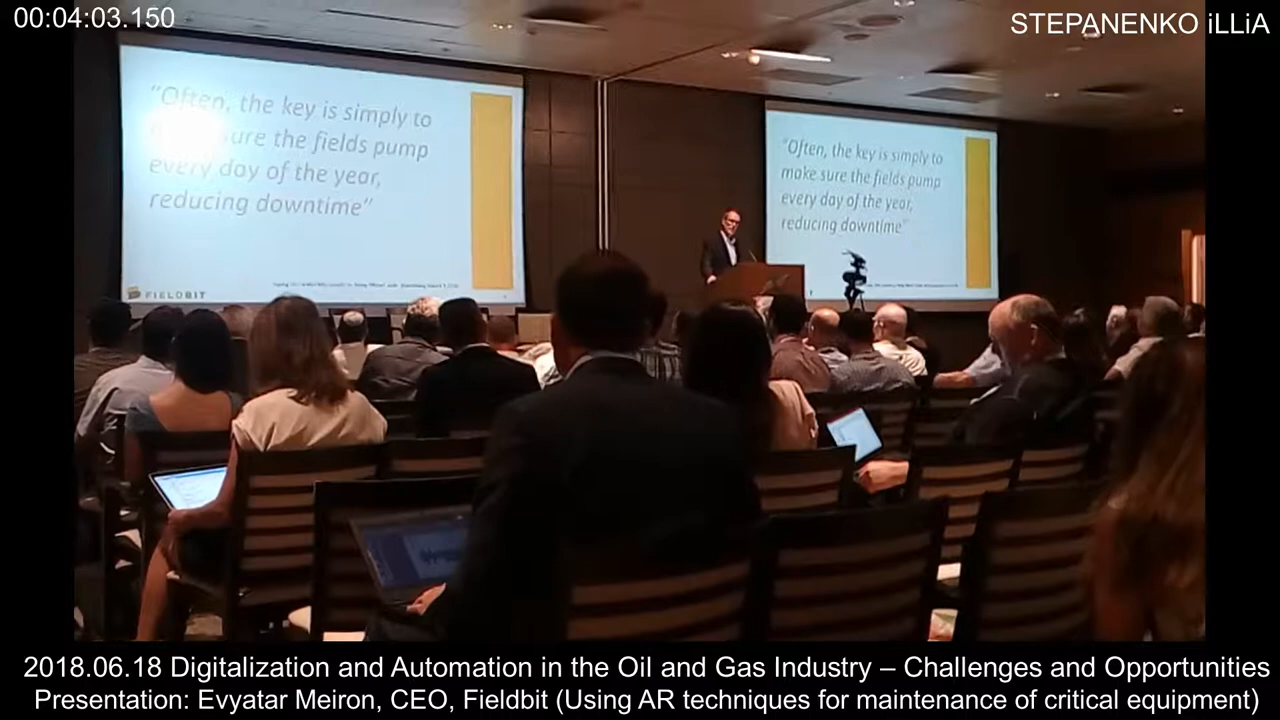 00:04:03.150
STEPANENKO iLLiA
“Often, the key is simply to
sure the fields pump
every day of the year,
reducing downtime”
FIELDBIT
“Often, the key is simply to
make sure the fields pump
every day of the year,
reducing downtime”
2018.06.18 Digitalization and Automation in the Oil and Gas Industry – Challenges and Opportunities
Presentation: Evyatar Meiron, CEO, Fieldbit (Using AR techniques for maintenance of critical equipment)